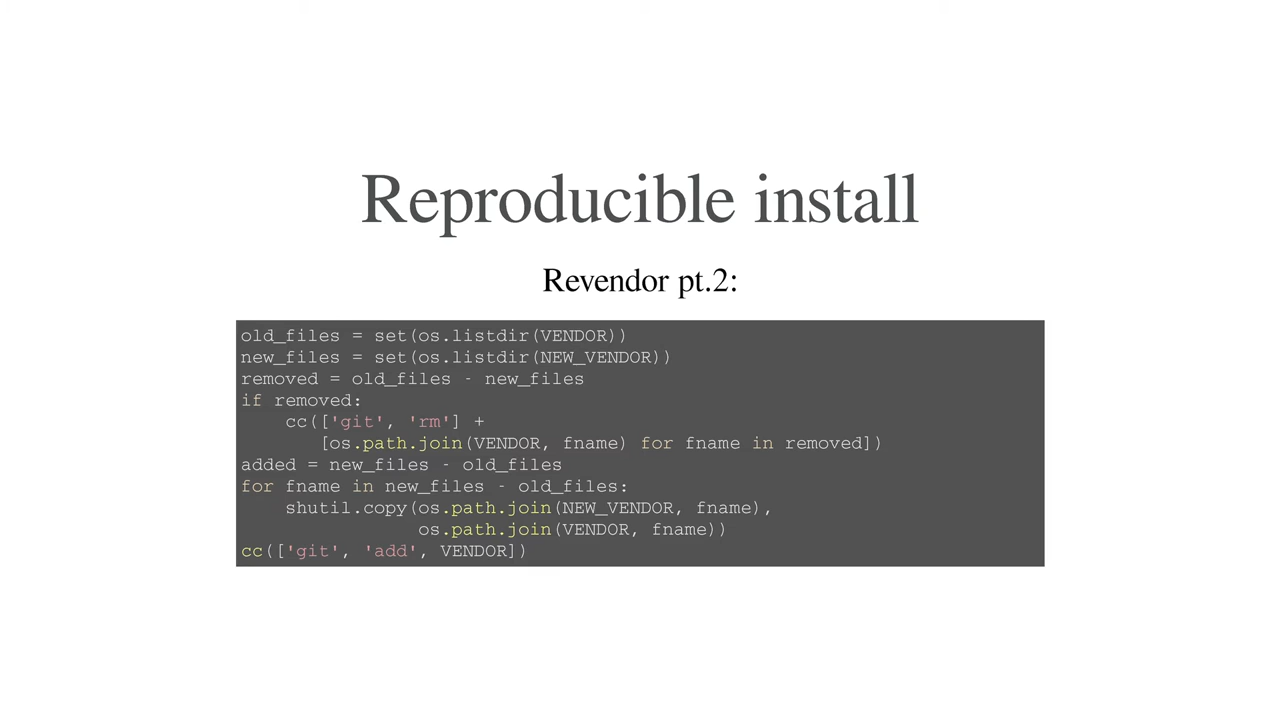 Reproducible install
Revendor pt.2:
old_files = set(os.listdir(VENDOR))
new_files = set(os.listdir(NEW_VENDOR))
removed = old_files - new_files
if removed:
    cc(['git', 'rm'] +
       [os.path.join(VENDOR, fname) for fname in removed])
added = new_files - old_files
for fname in new_files - old_files:
    shutil.copy(os.path.join(NEW_VENDOR, fname),
                os.path.join(VENDOR, fname))
cc(['git', 'add', VENDOR])